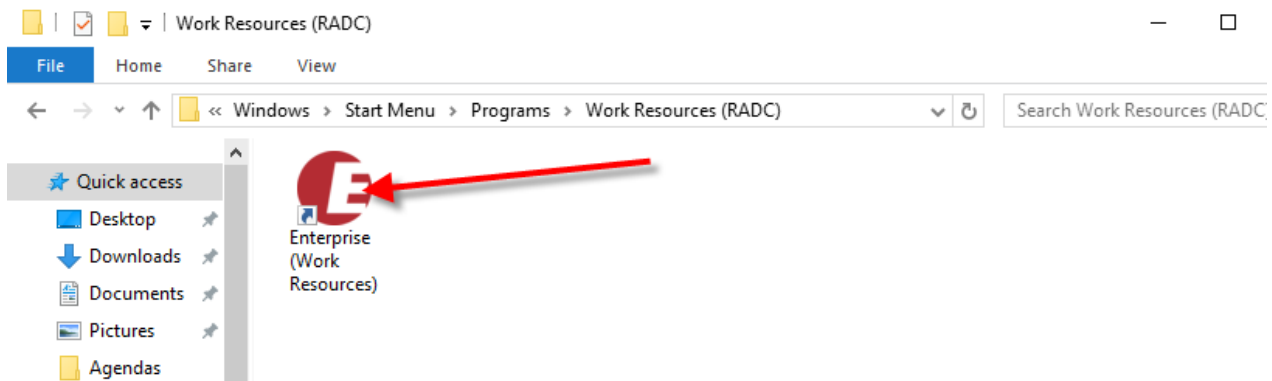 Work Resources (RADC)
File Home Share View
« Windows > Start Menu > Programs > Work Resources (RADC) Search Work Resources (RADC)
Quick access
Desktop
Downloads
Documents
Pictures
Agendas
E
Enterprise
(Work
Resources)